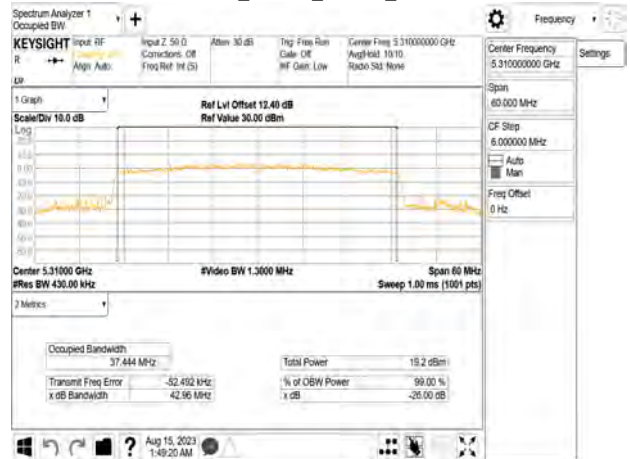 Spectrum Analyzer 1
Occupied BW
Frequency
KEYSIGHT Input: RF
Input Z: 50 Ω
Atten: 30 dB
Trig: Free Run
Center Freq: 5.310000000 GHz
Corrections: Off
Gate: Off
Avg|Hold: 10/10
R
Align: Auto
Freq Ref: Int (S)
#IF Gain: Low
Radio Std: None
Center Frequency
5.310000000 GHz
Settings
Span
60.000 MHz
CF Step
6.000000 MHz
Auto
Man
Freq Offset
0 Hz
1 Graph
Ref Lvl Offset 12.40 dB
Scale/Div 10.0 dB
Ref Value 30.00 dBm
Log
Center 5.31000 GHz
#Video BW 1.3000 MHz
Span 60 MHz
#Res BW 430.00 kHz
Sweep 1.00 ms (1001 pts)
2 Metrics
Occupied Bandwidth
37.444 MHz
Total Power
19.2 dBm
Transmit Freq Error
-52.492 kHz
% of OBW Power
99.00 %
x dB Bandwidth
42.96 MHz
x dB
-26.00 dB
Aug 15, 2023
1:49:20 AM